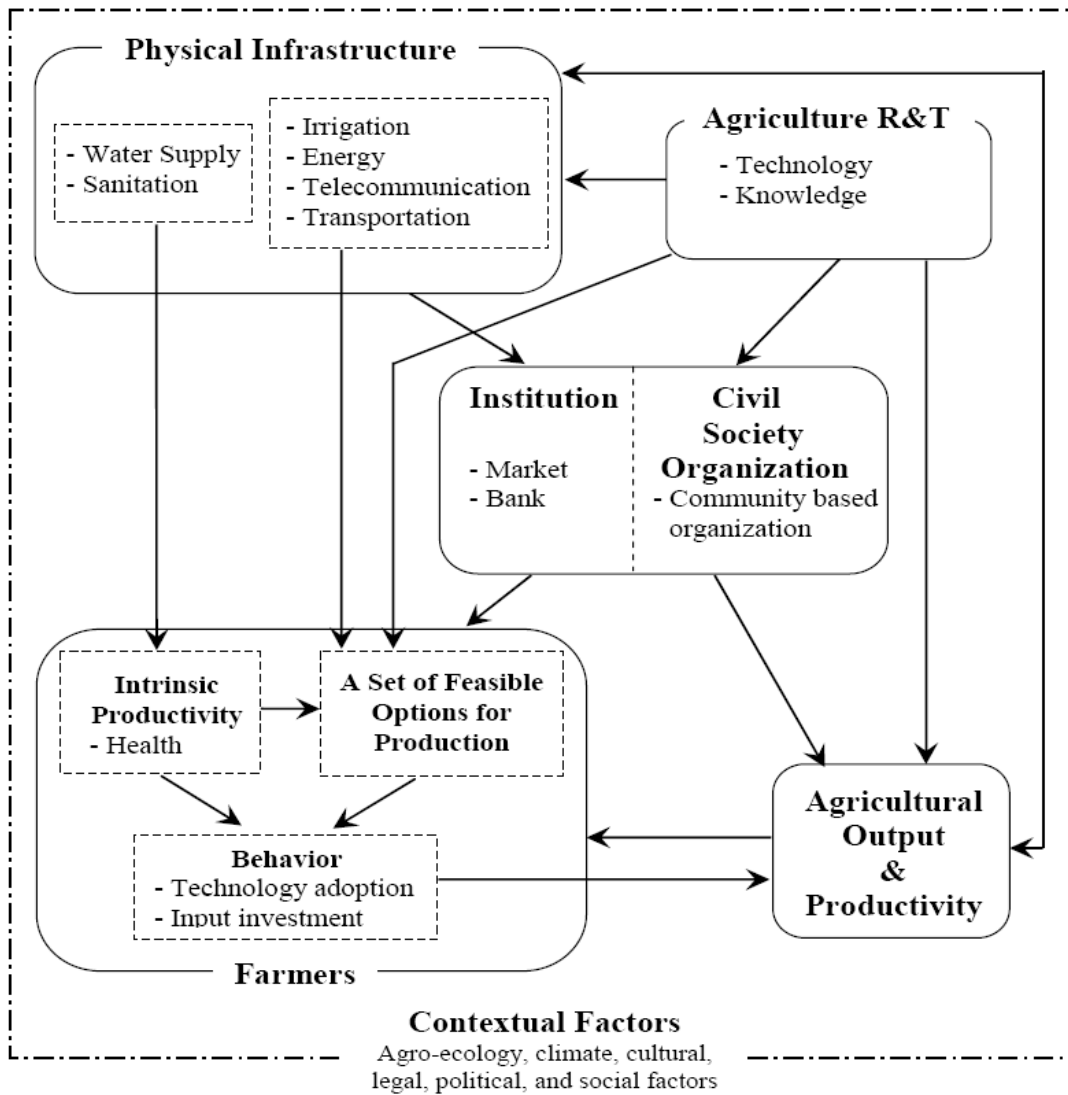 Physical Infrastructure
- Water Supply
- Sanitation
- Irrigation
- Energy
- Telecommunication
- Transportation
Agriculture R&T
- Technology
- Knowledge
Institution
- Market
- Bank
Civil
Society
Organization
- Community based
organization
Intrinsic
Productivity
- Health
A Set of Feasible
Options for
Production
Behavior
- Technology adoption
- Input investment
Farmers
Agricultural
Output
&
Productivity
Contextual Factors
Agro-ecology, climate, cultural,
legal, political, and social factors